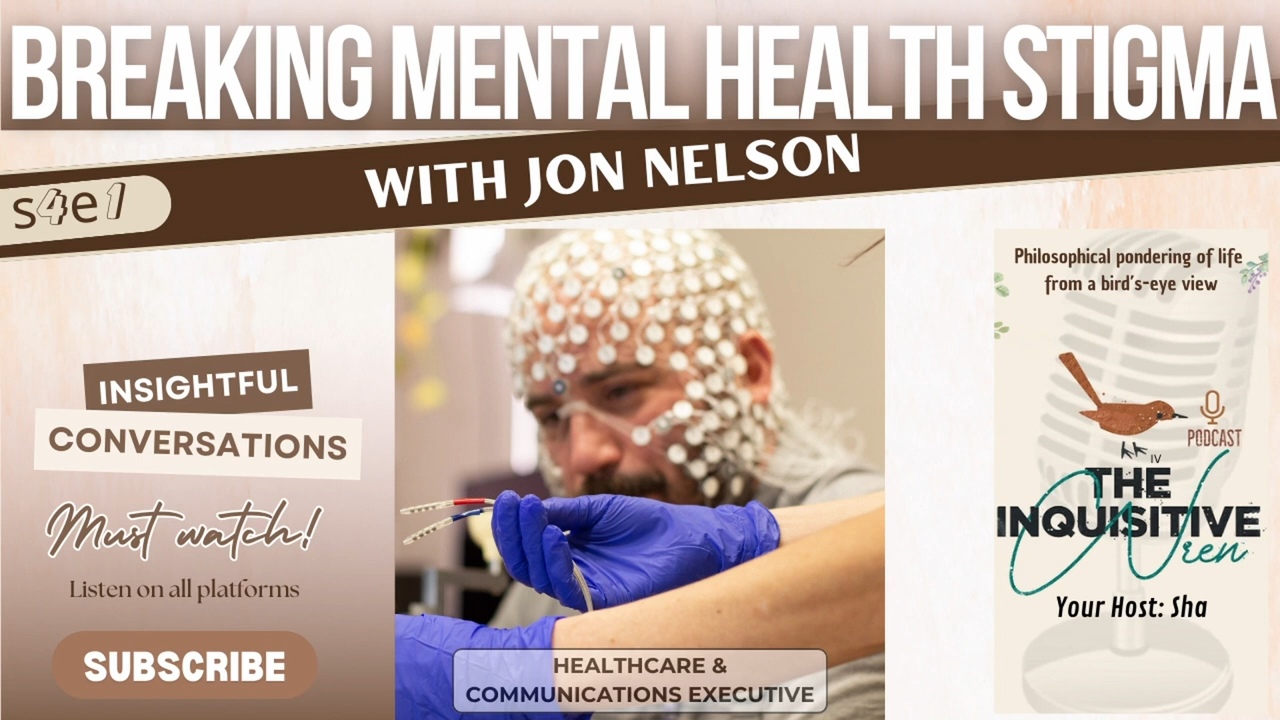 BREAKING MENTAL HEALTH STIGMA
WITH JON NELSON
s4e1
INSIGHTFUL
CONVERSATIONS
Must watch!
Listen on all platforms
SUBSCRIBE
HEALTHCARE &
COMMUNICATIONS EXECUTIVE
Philosophical pondering of life
from a bird's-eye view
PODCAST
IV
THE
INQUISITIVE
Wren
Your Host: Sha